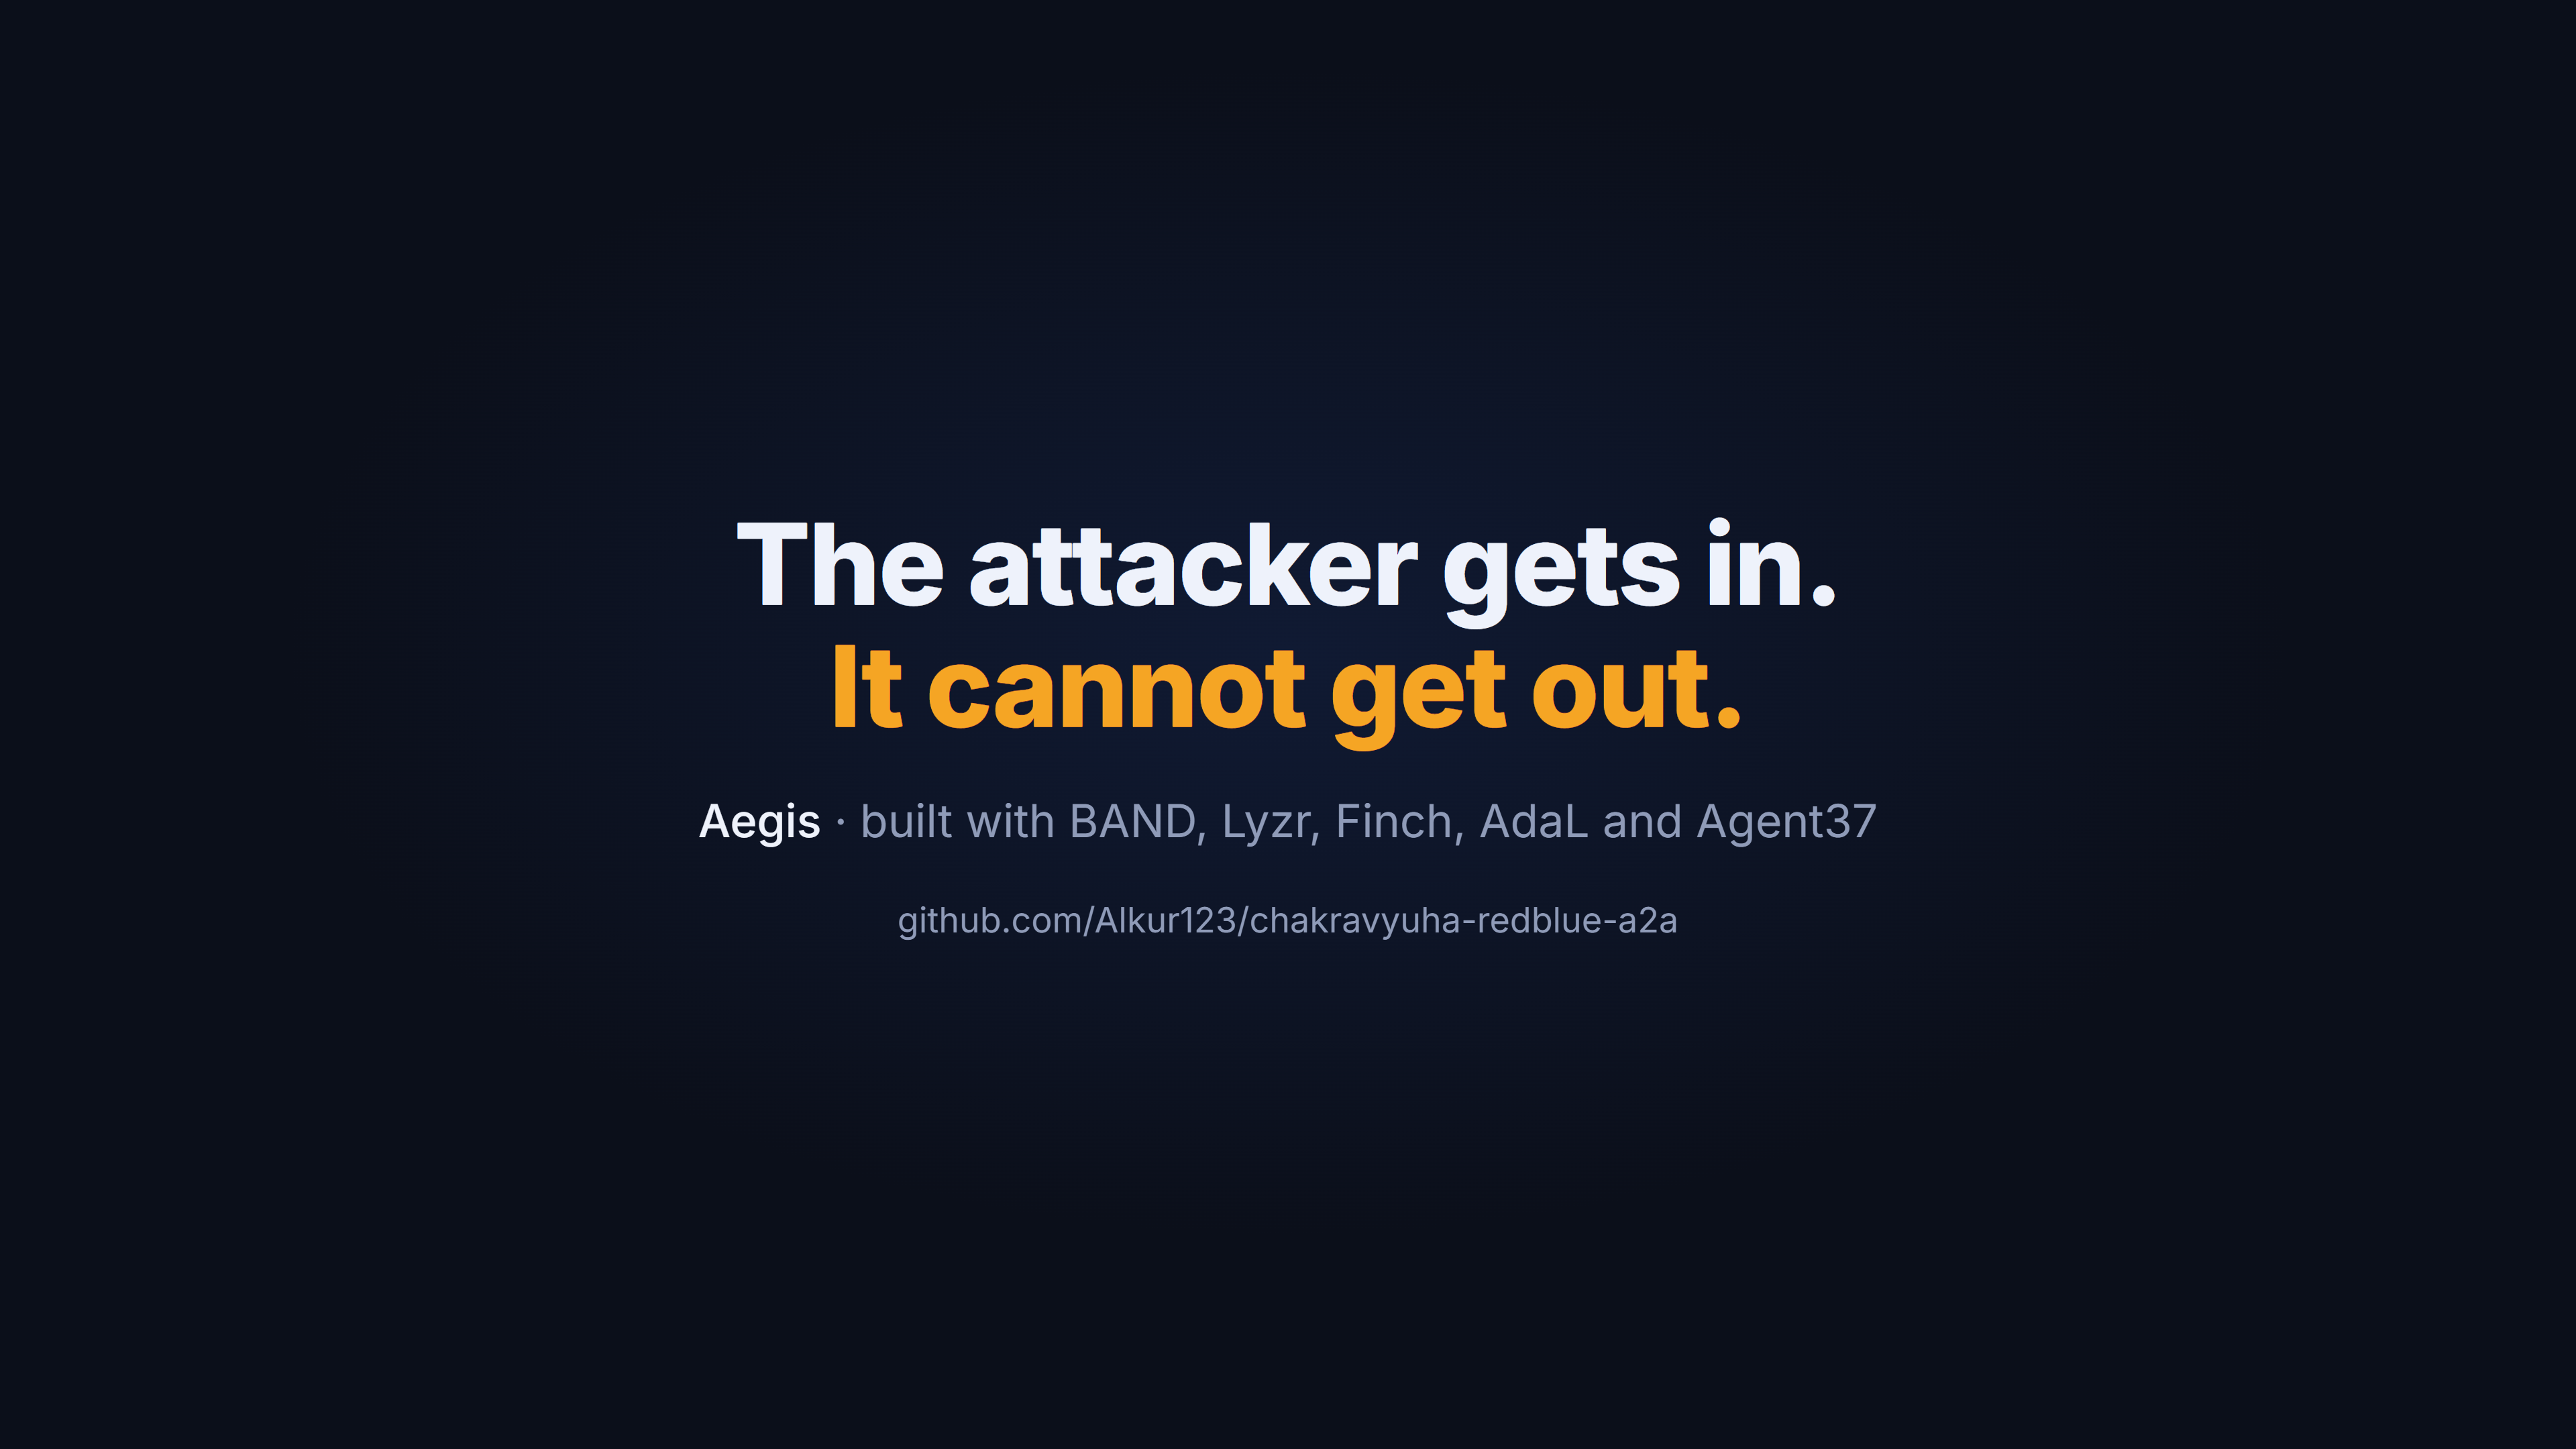 The attacker gets in.
It cannot get out.
Aegis · built with BAND, Lyzr, Finch, AdaL and Agent37
github.com/Alkur123/chakravyuha-redblue-a2a